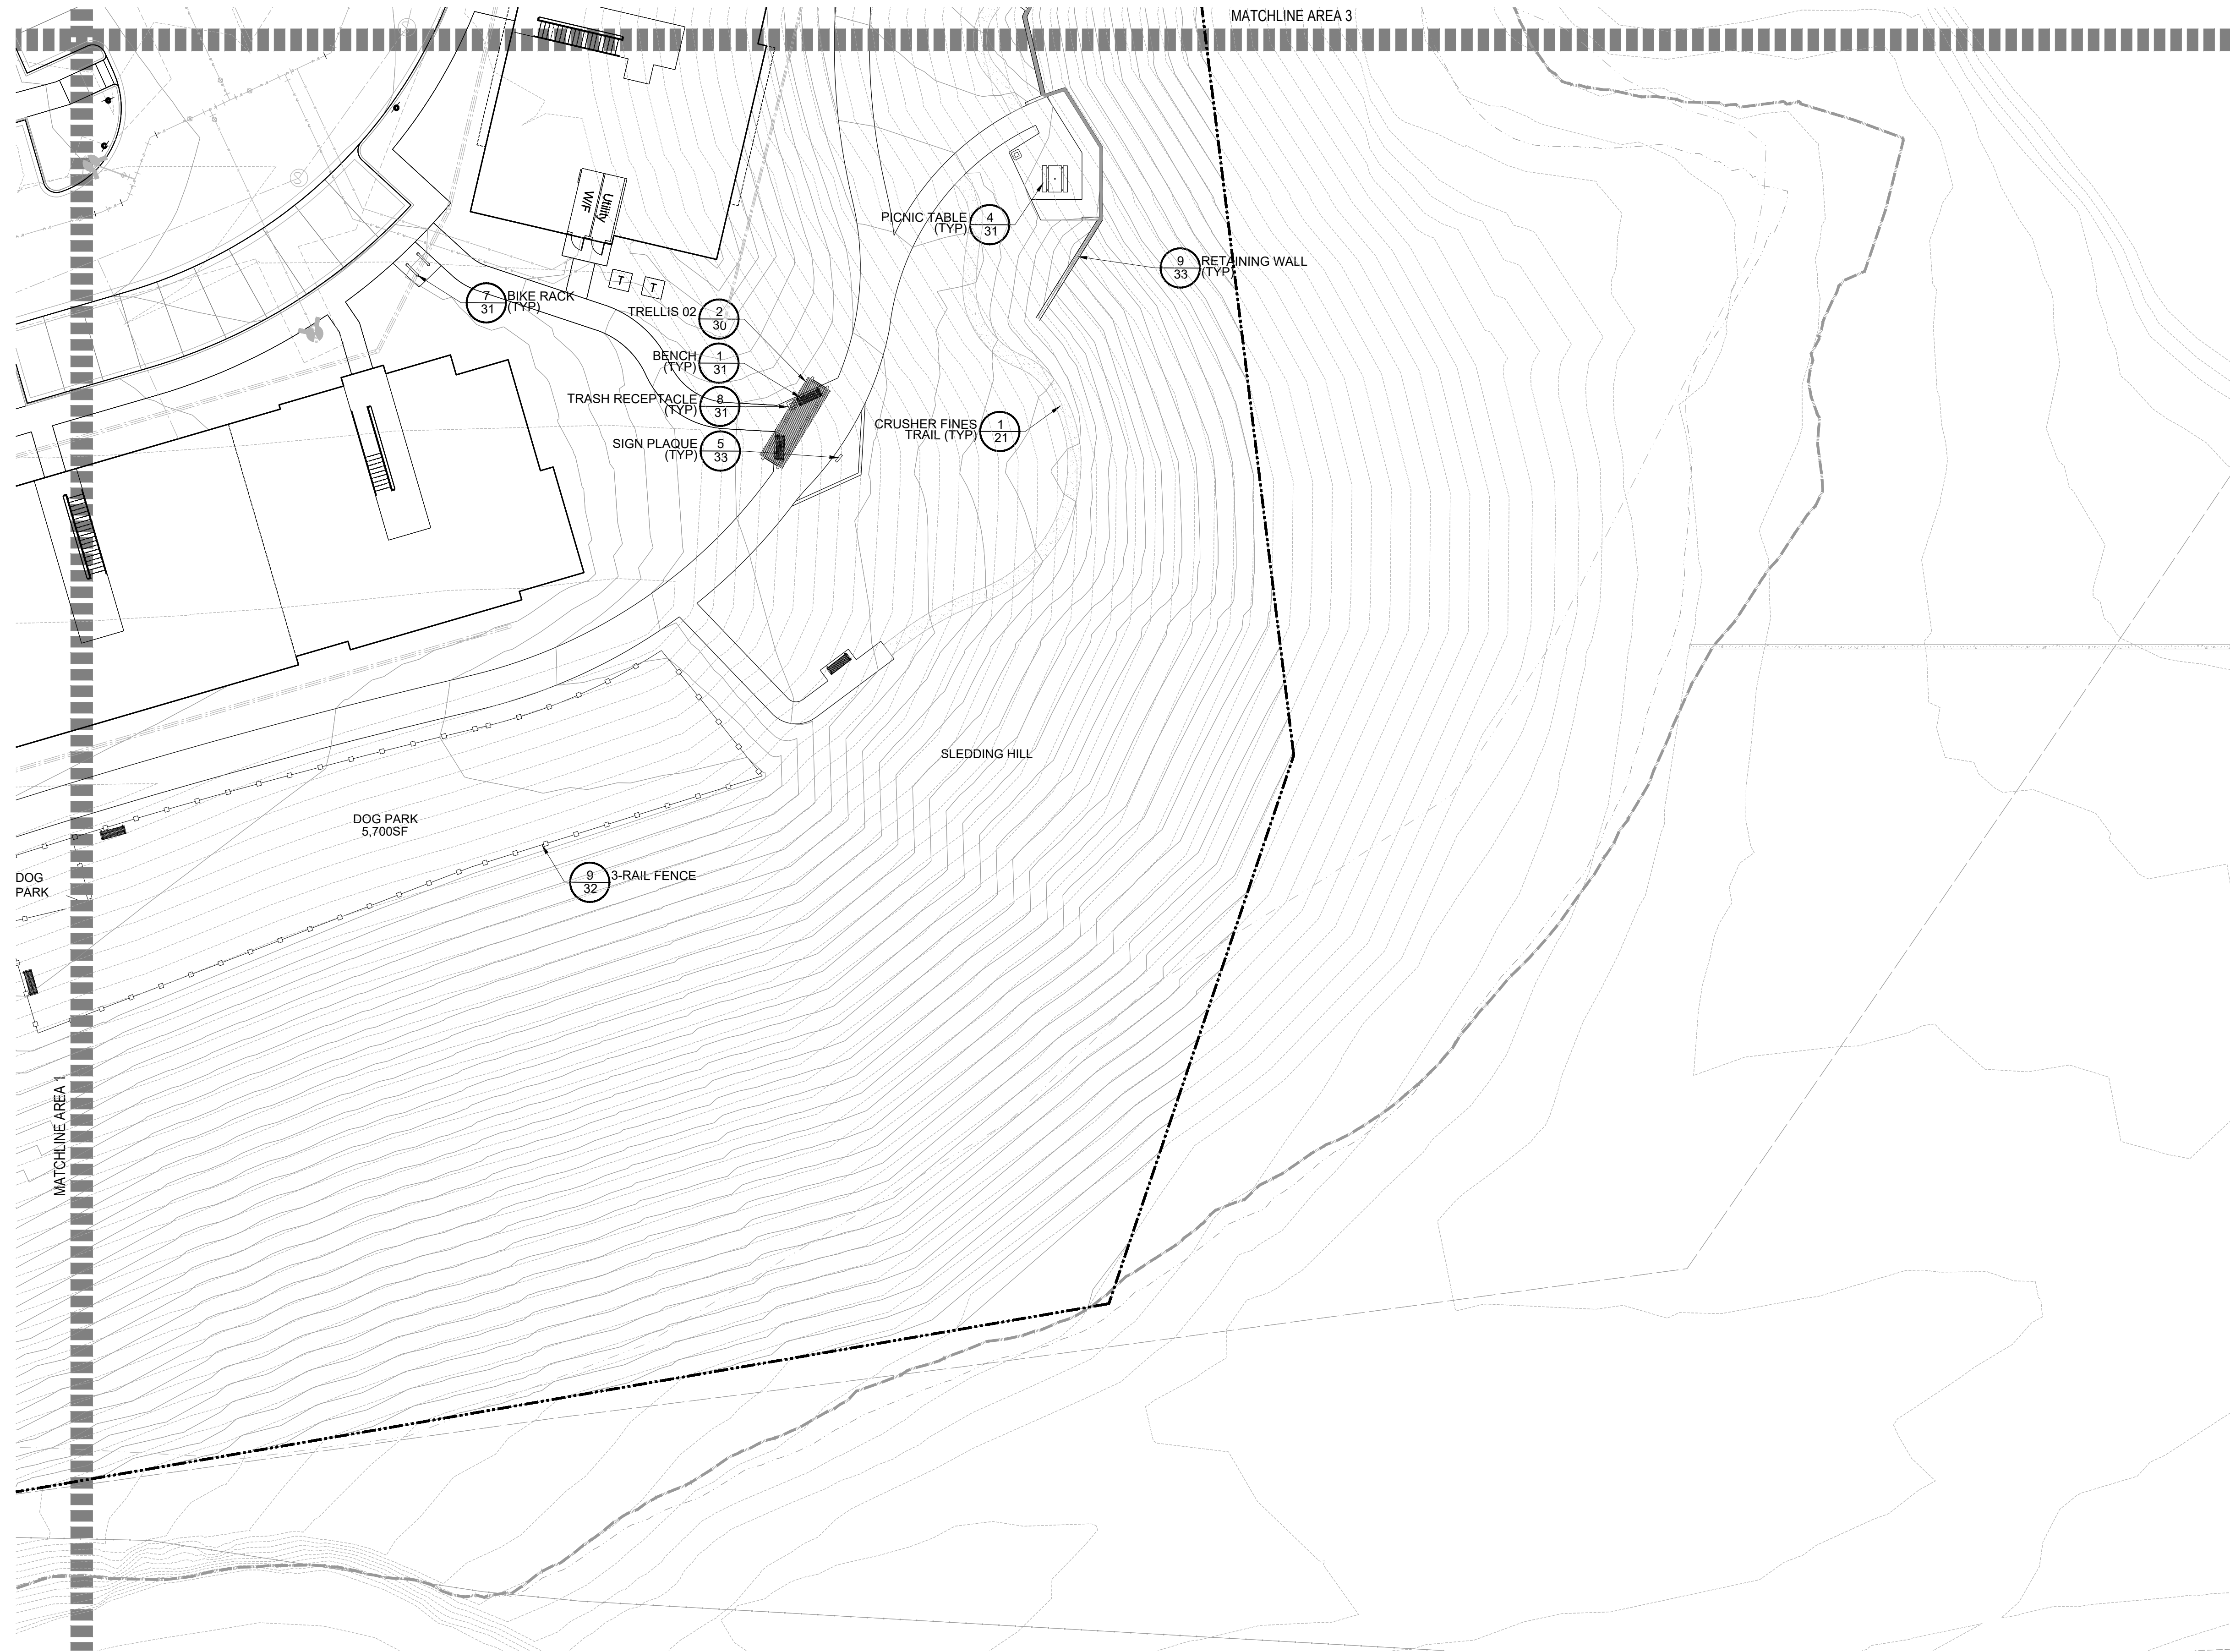 MATCHLINE AREA 3
W/F
Utility
PICNIC TABLE
(TYP)
4
31
9
33
RETAINING WALL
(TYP)
T
T
7
31
BIKE RACK
(TYP)
TRELLIS 02
2
30
BENCH
(TYP)
1
31
TRASH RECEPTACLE
(TYP)
8
31
SIGN PLAQUE
(TYP)
5
33
CRUSHER FINES
TRAIL (TYP)
1
21
SLEDDING HILL
DOG PARK
5,700SF
DOG
PARK
9
32
3-RAIL FENCE
MATCHLINE AREA 1